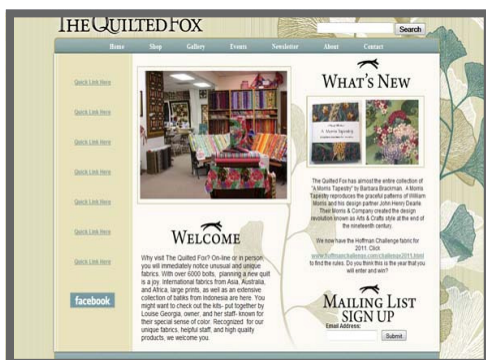 THE QUILTED FOX
Search
Home Shop Gallery Events Newsletter About Contact
Quick Link Here
Quick Link Here
Quick Link Here
Quick Link Here
Quick Link Here
Quick Link Here
Quick Link Here
facebook
WELCOME
Why visit The Quilted Fox? On-line or in person,
you will immediately notice unusual and unique
fabrics. With over 6000 bolts, planning a new quilt
is a joy. International fabrics from Asia, Australia,
and Africa, large prints, as well as an extensive
collection of batiks from indonesia are here. You
might want to check out the kits- put together by
Louise Georgia, owner, and her staff- known for
their special sense of color. Recognized for our
unique fabrics, helpful staff, and high quality
products, we welcome you.
WHAT'S NEW
A Morris Tapestry
The Quilted Fox has almost the entire collection of
"A Morris Tapestry" by Barbara Brackman. A Morris
Tapestry reproduces the graceful patterns of William
Morris and his design partner John Henry Dearle.
Their Morris & Company created the design
revolution known as Arts & Crafts style at the end of
the nineteenth century.
We now have the Hoffman Challenge fabric for
2011. Click
www.hoffmanchallenge.com/challenge2011.html
to find the rules. Do you think this is the year that you
will enter and win?
MAILING LIST
SIGN UP
Email Address:
Submit